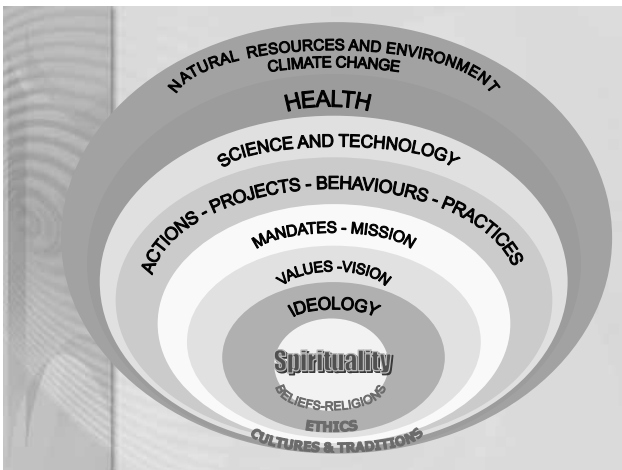 NATURAL RESOURCES AND ENVIRONMENT
CLIMATE CHANGE
HEALTH
SCIENCE AND TECHNOLOGY
ACTIONS - PROJECTS - BEHAVIOURS - PRACTICES
MANDATES - MISSION
VALUES -VISION
IDEOLOGY
Spirituality
BELIEFS-RELIGIONS
ETHICS
CULTURES & TRADITIONS